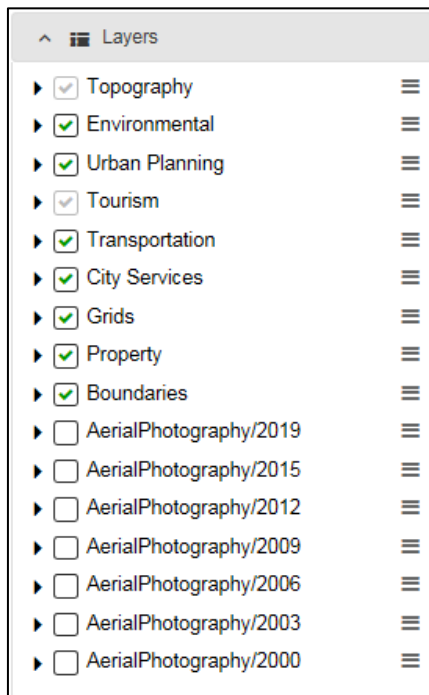 Layers
Topography
Environmental
Urban Planning
Tourism
Transportation
City Services
Grids
Property
Boundaries
AerialPhotography/2019
AerialPhotography/2015
AerialPhotography/2012
AerialPhotography/2009
AerialPhotography/2006
AerialPhotography/2003
AerialPhotography/2000